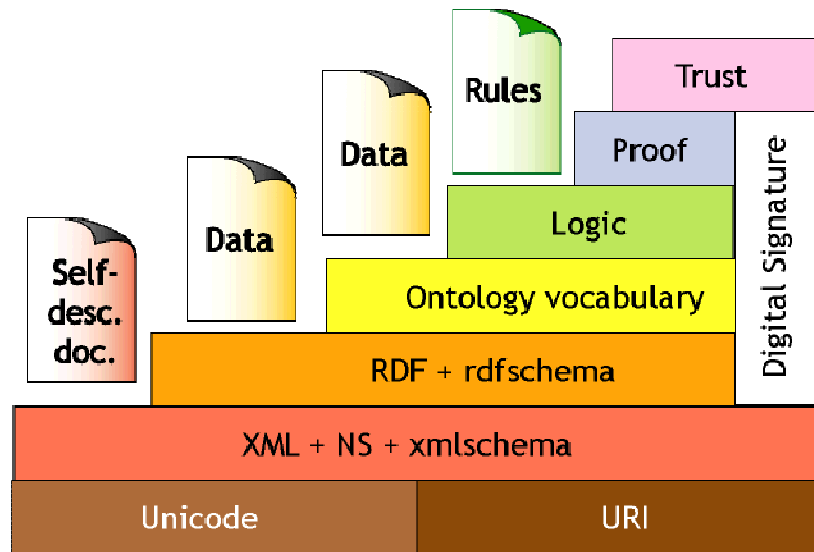 Rules
Trust
Data
Proof
Data
Logic
Self-
desc.
doc.
Ontology vocabulary
Digital Signature
RDF + rdfschema
XML + NS + xmlschema
Unicode
URI